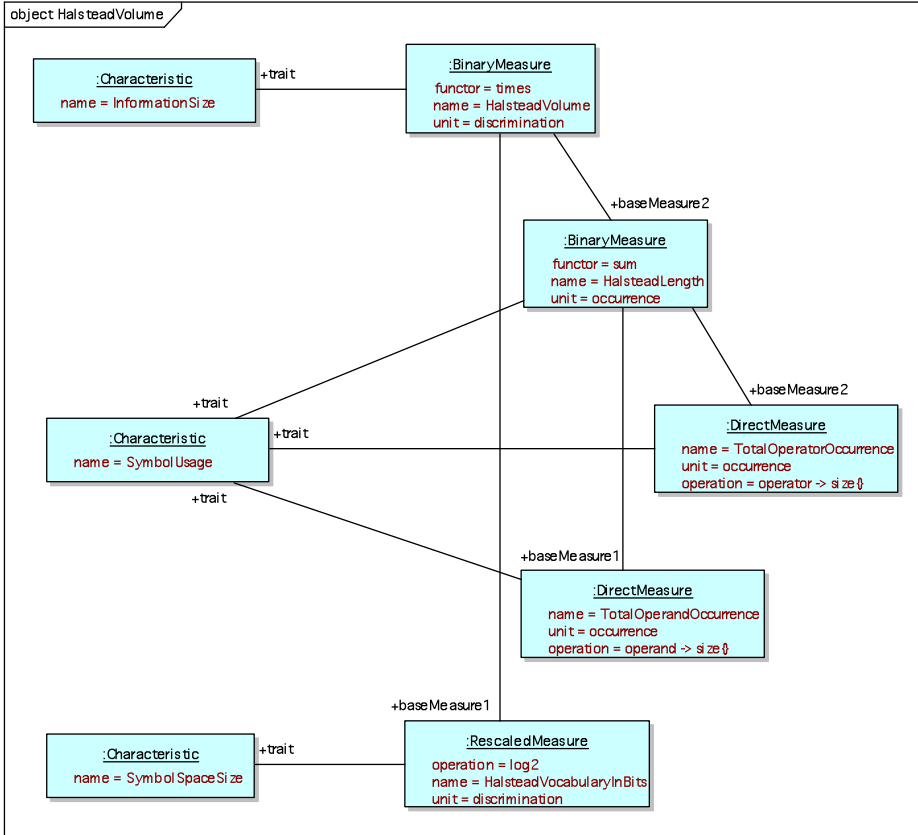 object HalsteadVolume
:Characteristic
name = InformationSize
+trait
:BinaryMeasure
functor = times
name = HalsteadVolume
unit = discrimination
+baseMeasure2
:BinaryMeasure
functor = sum
name = HalsteadLength
unit = occurrence
+trait
+baseMeasure2
:Characteristic
name = SymbolUsage
+trait
:DirectMeasure
name = TotalOperatorOccurrence
unit = occurrence
operation = operator -> size{}
+trait
+baseMeasure1
:DirectMeasure
name = TotalOperandOccurrence
unit = occurrence
operation = operand -> size{}
+baseMeasure1
:Characteristic
name = SymbolSpaceSize
+trait
:RescaledMeasure
operation = log2
name = HalsteadVocabularyInBits
unit = discrimination